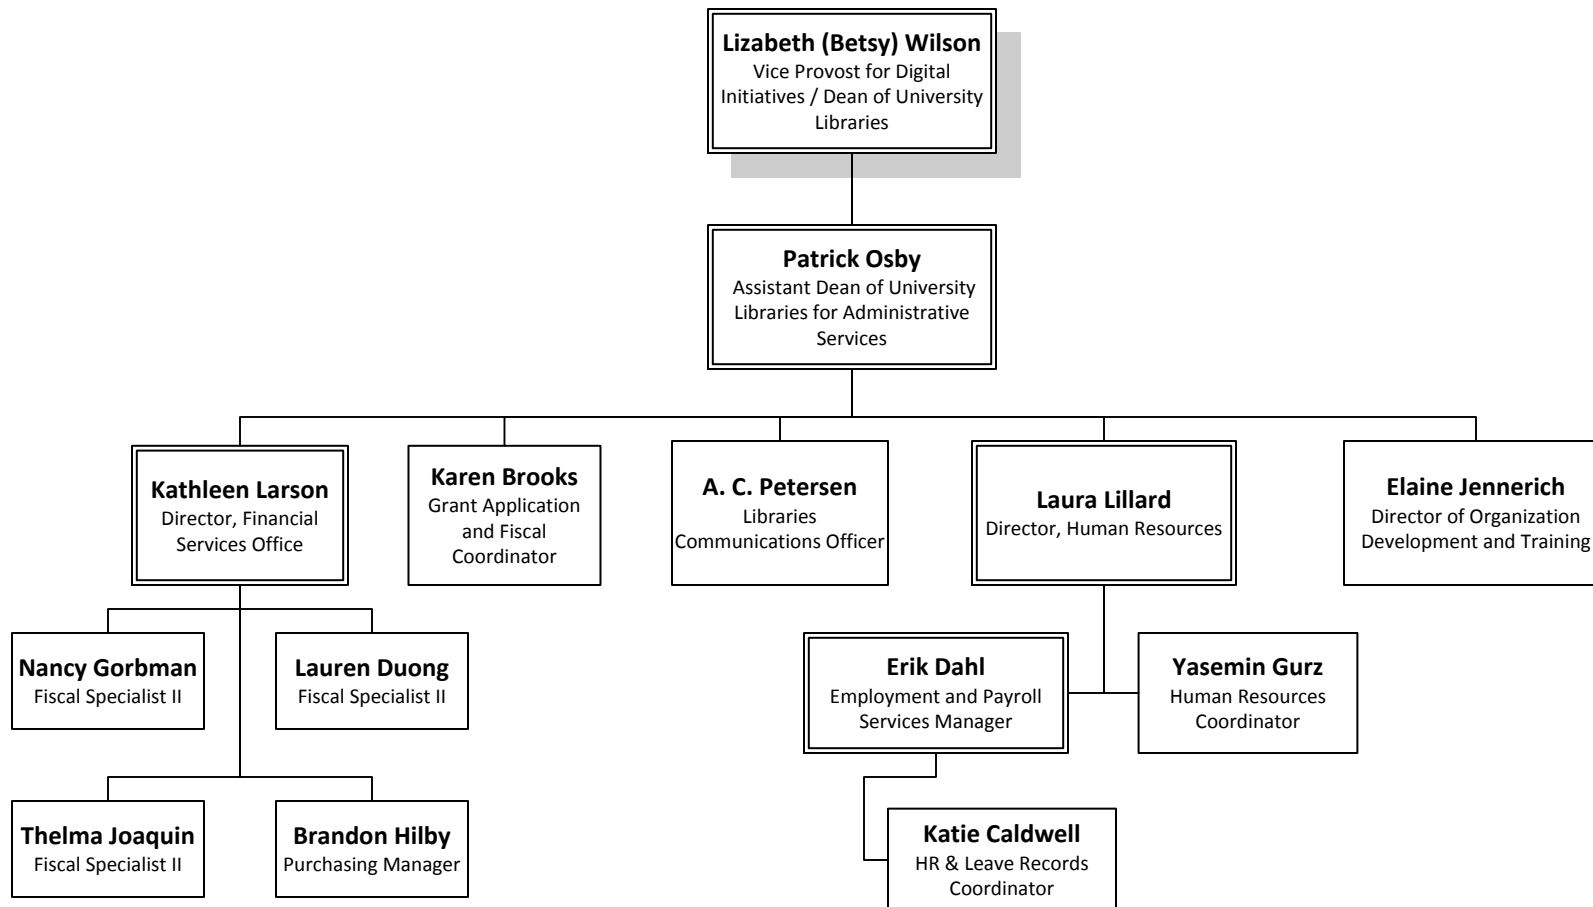 Lizabeth (Betsy) Wilson
Vice Provost for Digital
Initiatives / Dean of University
Libraries
Patrick Osby
Assistant Dean of University
Libraries for Administrative
Services
Kathleen Larson
Director, Financial
Services Office
Karen Brooks
Grant Application
and Fiscal
Coordinator
A. C. Petersen
Libraries
Communications Officer
Laura Lillard
Director, Human Resources
Elaine Jennerich
Director of Organization
Development and Training
Nancy Gorbman
Fiscal Specialist II
Lauren Duong
Fiscal Specialist II
Erik Dahl
Employment and Payroll
Services Manager
Yasemin Gurz
Human Resources
Coordinator
Thelma Joaquin
Fiscal Specialist II
Brandon Hilby
Purchasing Manager
Katie Caldwell
HR & Leave Records
Coordinator